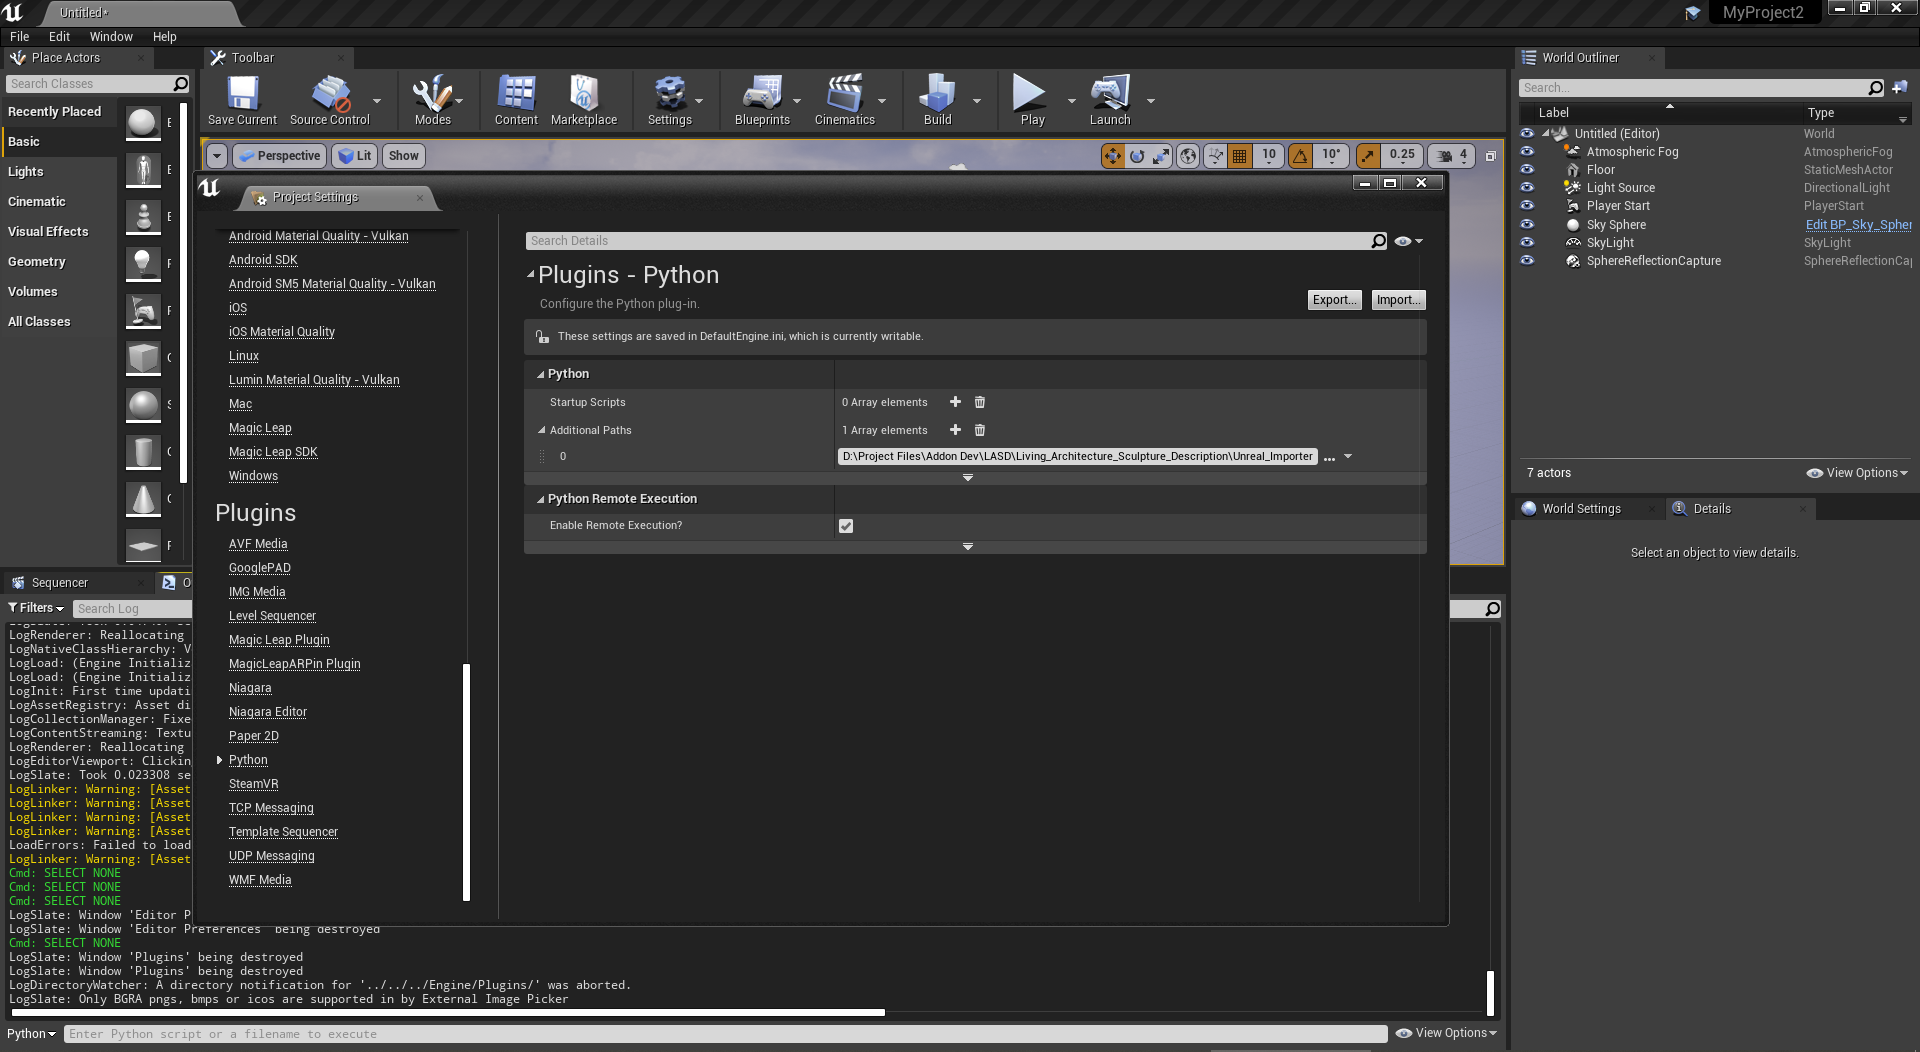 Untitled*
MyProject2
File Edit Window Help
Place Actors
Toolbar
World Outliner
Search Classes
Recently Placed
Basic
Lights
Cinematic
Visual Effects
Geometry
Volumes
All Classes
Save Current
Source Control
Modes
Content
Marketplace
Settings
Blueprints
Cinematics
Build
Play
Launch
Perspective
Lit
Show
10
10°
0.25
4
Search...
Label Type
Untitled (Editor) World
Atmospheric Fog AtmosphericFog
Floor StaticMeshActor
Light Source DirectionalLight
Player Start PlayerStart
Sky Sphere Edit BP_Sky_Spher
SkyLight SkyLight
SphereReflectionCapture SphereReflectionCa
7 actors
View Options
World Settings
Details
Select an object to view details.
Project Settings
Android Material Quality - Vulkan
Android SDK
Android SM5 Material Quality - Vulkan
iOS
iOS Material Quality
Linux
Lumin Material Quality - Vulkan
Mac
Magic Leap
Magic Leap SDK
Windows
Plugins
AVF Media
GooglePAD
IMG Media
Level Sequencer
Magic Leap Plugin
MagicLeapARPin Plugin
Niagara
Niagara Editor
Paper 2D
Python
SteamVR
TCP Messaging
Template Sequencer
UDP Messaging
WMF Media
Search Details
Plugins - Python
Configure the Python plug-in.
Export...
Import...
These settings are saved in DefaultEngine.ini, which is currently writable.
Python
Startup Scripts 0 Array elements
Additional Paths 1 Array elements
0 D:\Project Files\Addon Dev\LASD\Living_Architecture_Sculpture_Description\Unreal_Importer
Python Remote Execution
Enable Remote Execution?
Sequencer
Filters
Search Log
LogRenderer: Reallocating
LogNativeClassHierarchy: V
LogLoad: (Engine Initializ
LogLoad: (Engine Initializ
LogInit: First time updati
LogAssetRegistry: Asset di
LogCollectionManager: Fixe
LogContentStreaming: Textu
LogRenderer: Reallocating
LogEditorViewport: Clickin
LogSlate: Took 0.023308 se
LogLinker: Warning: [Asset
LogLinker: Warning: [Asset
LogLinker: Warning: [Asset
LogLinker: Warning: [Asset
LoadErrors: Failed to load
LogLinker: Warning: [Asset
Cmd: SELECT NONE
Cmd: SELECT NONE
Cmd: SELECT NONE
LogSlate: Window 'Editor P
LogSlate: Window 'Editor Preferences' being destroyed
Cmd: SELECT NONE
LogSlate: Window 'Plugins' being destroyed
LogSlate: Window 'Plugins' being destroyed
LogDirectoryWatcher: A directory notification for '../../../Engine/Plugins/' was aborted.
LogSlate: Only BGRA pngs, bmps or icos are supported in by External Image Picker
Python
Enter Python script or a filename to execute
View Options